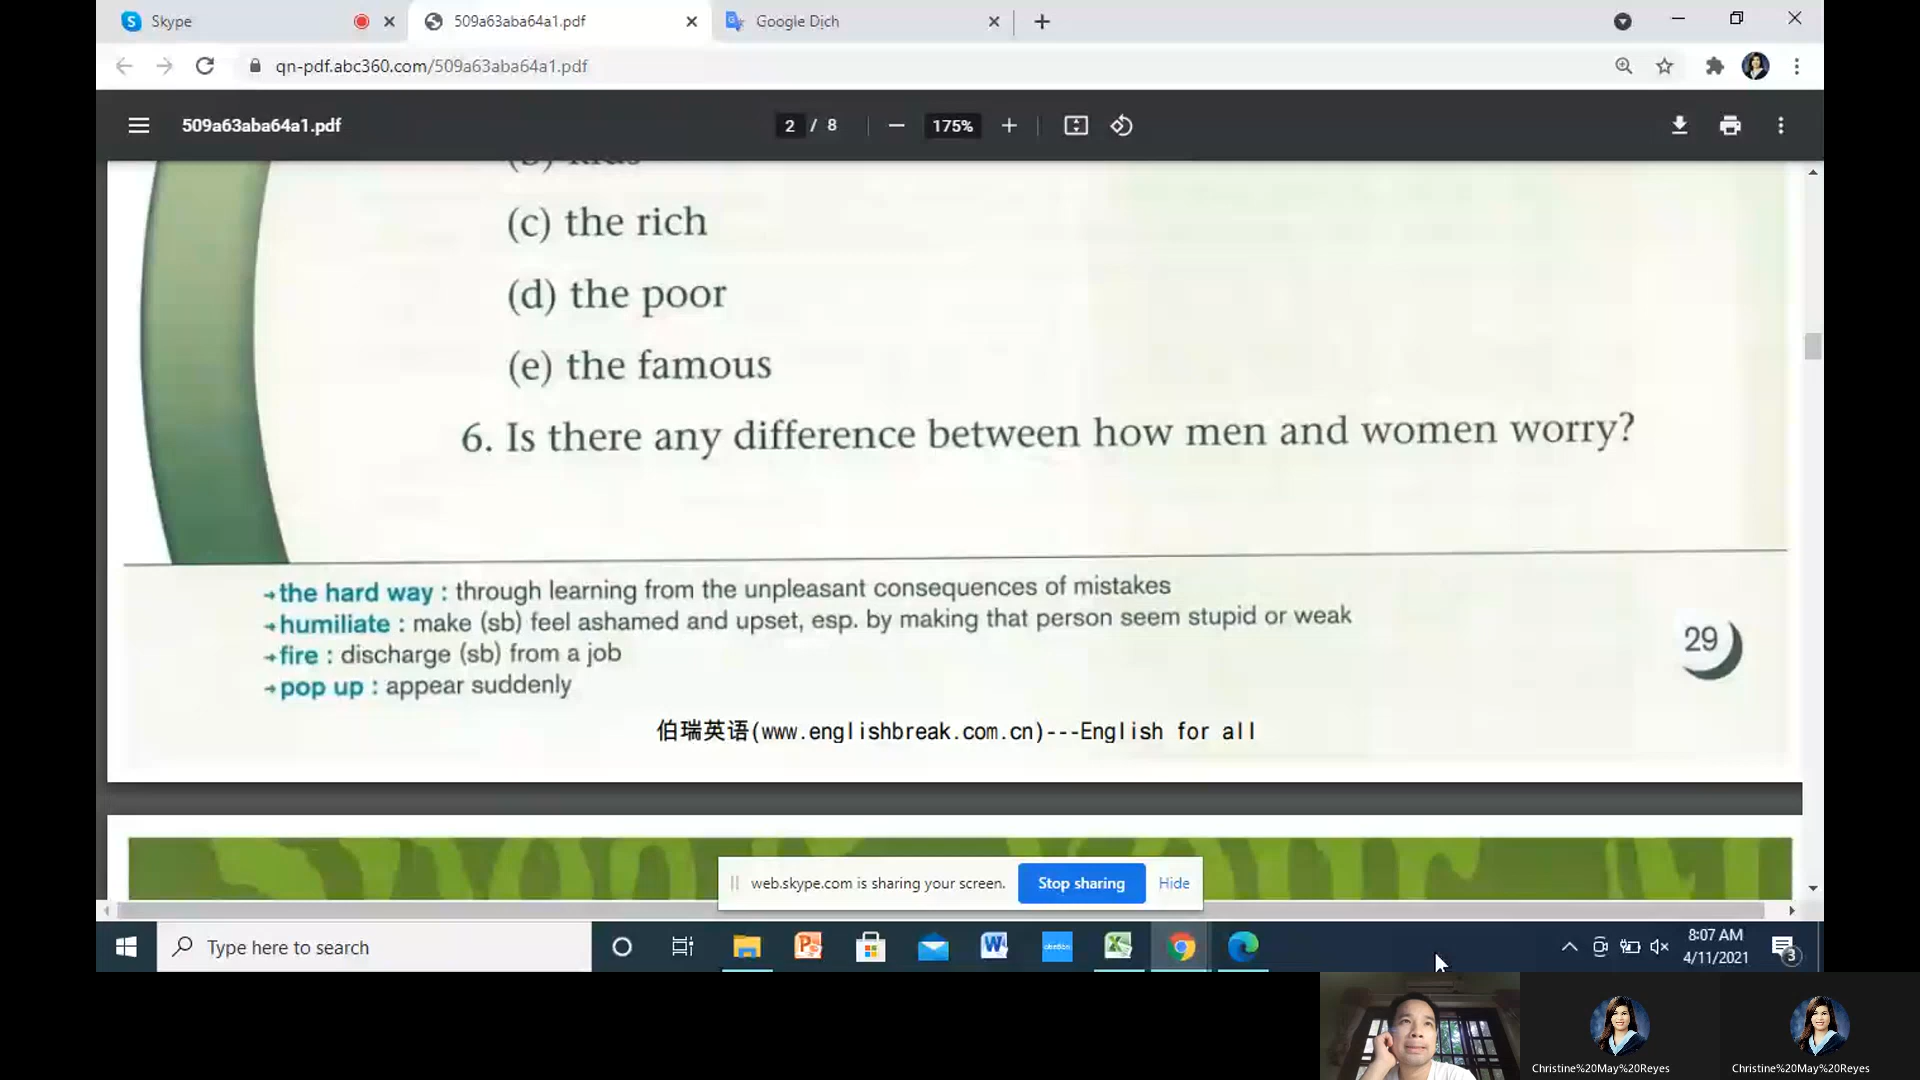 Skype
509a63aba64a1.pdf
Google Dịch
qn-pdf.abc360.com/509a63aba64a1.pdf
509a63aba64a1.pdf
2 / 8
175%
(b) kids
(c) the rich
(d) the poor
(e) the famous
6. Is there any difference between how men and women worry?
→the hard way : through learning from the unpleasant consequences of mistakes
→humiliate : make (sb) feel ashamed and upset, esp. by making that person seem stupid or weak
→fire : discharge (sb) from a job
→pop up : appear suddenly
29
伯瑞英语(www.englishbreak.com.cn)---English for all
web.skype.com is sharing your screen.
Stop sharing
Hide
Type here to search
8:07 AM
4/11/2021
3
Christine%20May%20Reyes
Christine%20May%20Reyes